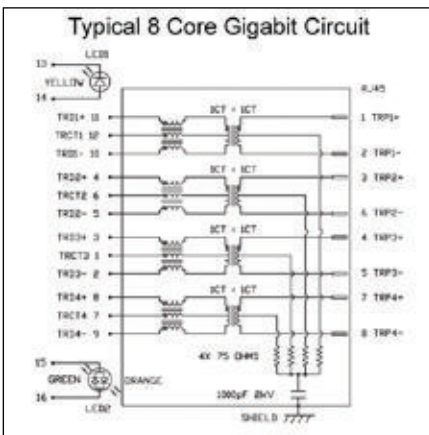 Typical 8 Core Gigabit Circuit
LED1
13
YELLOW
14
RJ45
1CT : 1CT
TRD1+ 11
1 TRP1+
TRCT1 12
TRD1- 10
2 TRP1-
1CT : 1CT
TRD2+ 4
3 TRP2+
TRCT2 6
TRD2- 5
6 TRP2-
1CT : 1CT
TRD3+ 3
4 TRP3+
TRCT3 1
TRD3- 2
5 TRP3-
1CT : 1CT
TRD4+ 8
7 TRP4+
TRCT4 7
TRD4- 9
8 TRP4-
4X 75 OHMS
15
GREEN
ORANGE
16
LED2
1000pF 2kV
SHIELD